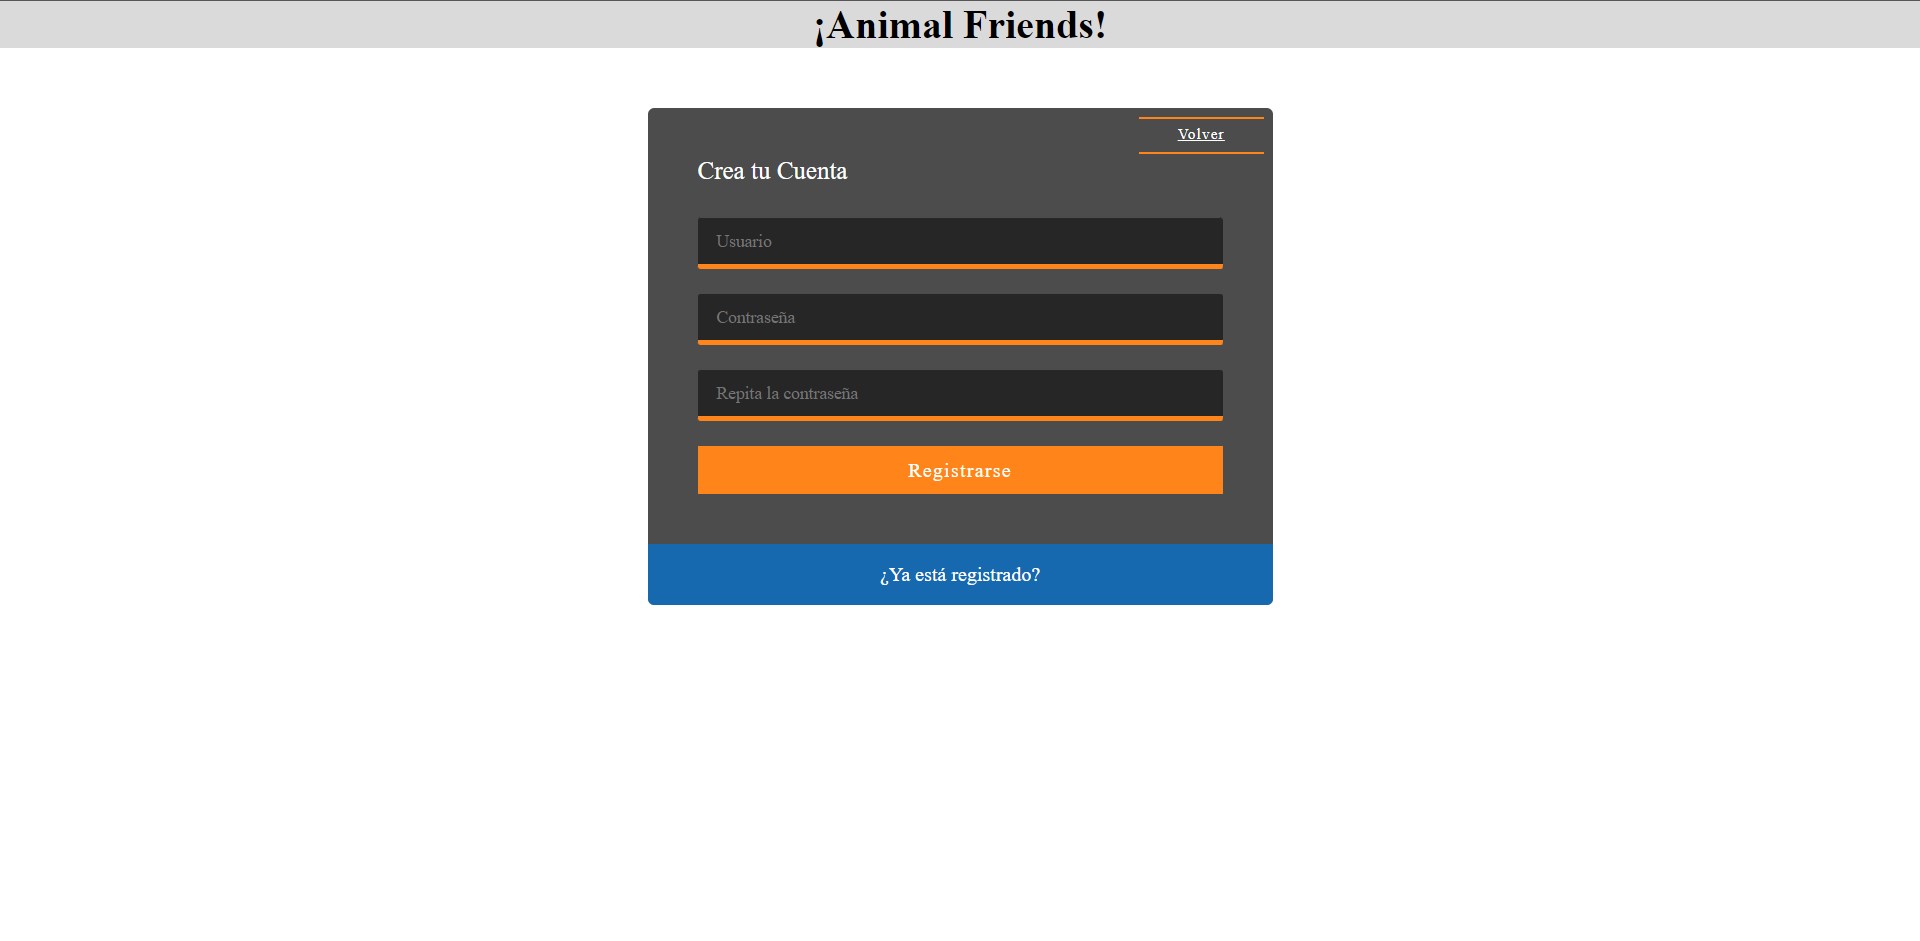 ¡Animal Friends!
Volver
Crea tu Cuenta
Usuario
Contraseña
Repita la contraseña
Registrarse
¿Ya está registrado?